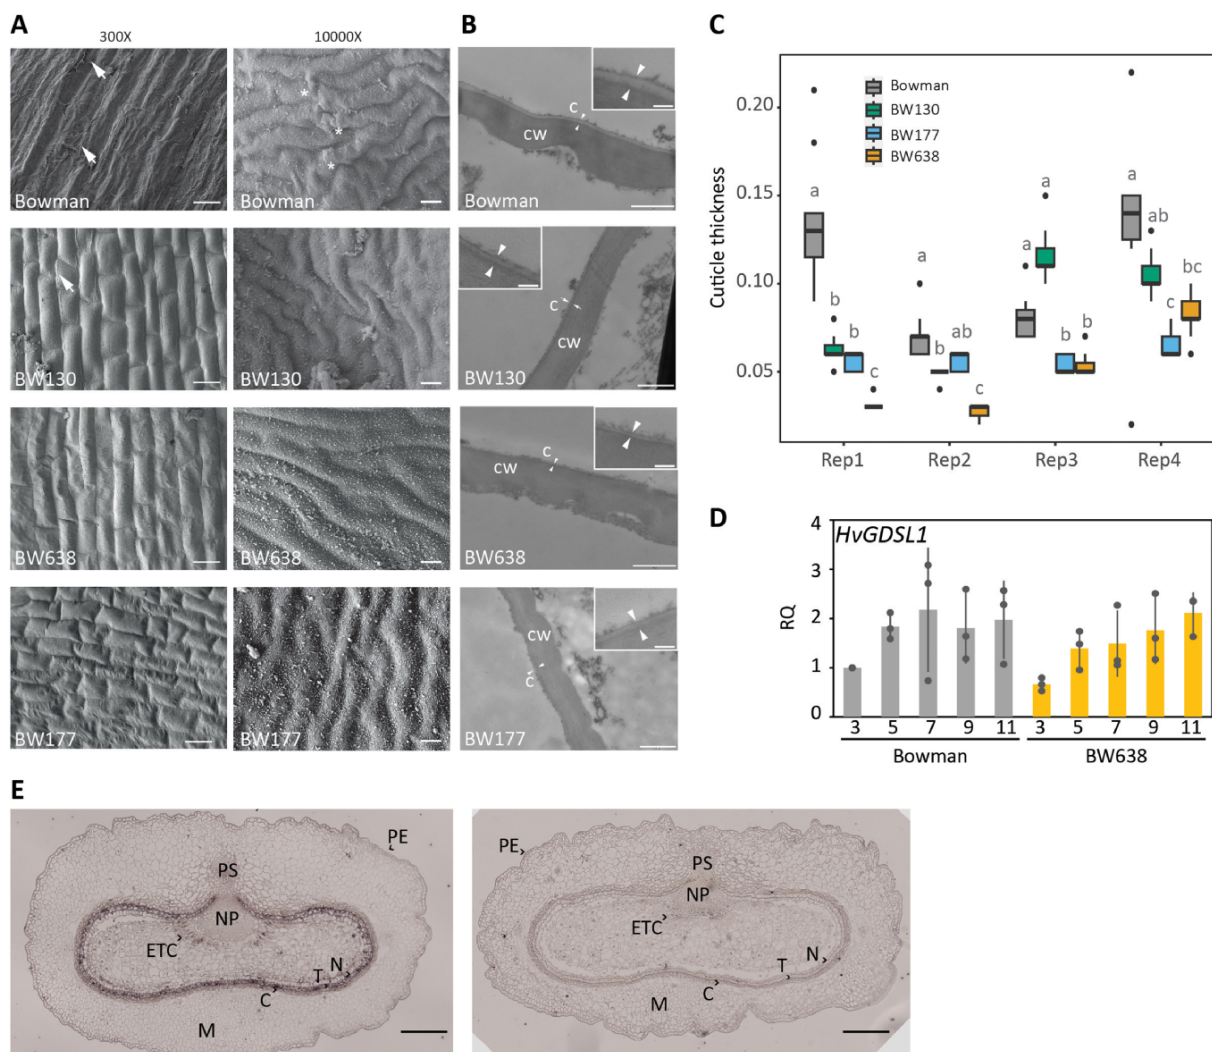 A
300X
10000X
Bowman
Bowman
BW130
BW130
BW638
BW638
BW177
BW177
B
c
cw
Bowman
c
cw
BW130
c
cw
BW638
cw
c
BW177
C
Cuticle thickness
0.20
0.15
0.10
0.05
Bowman
BW130
BW177
BW638
a
b
b
c
a
b
ab
c
a
a
b
b
a
ab
c
bc
Rep1
Rep2
Rep3
Rep4
D
HvGDSL1
RQ
4
3
2
1
0
3 5 7 9 11 3 5 7 9 11
Bowman
BW638
E
PE
PS
NP
ETC
N
T
C
M
PE
PS
NP
ETC
N
T
C
M